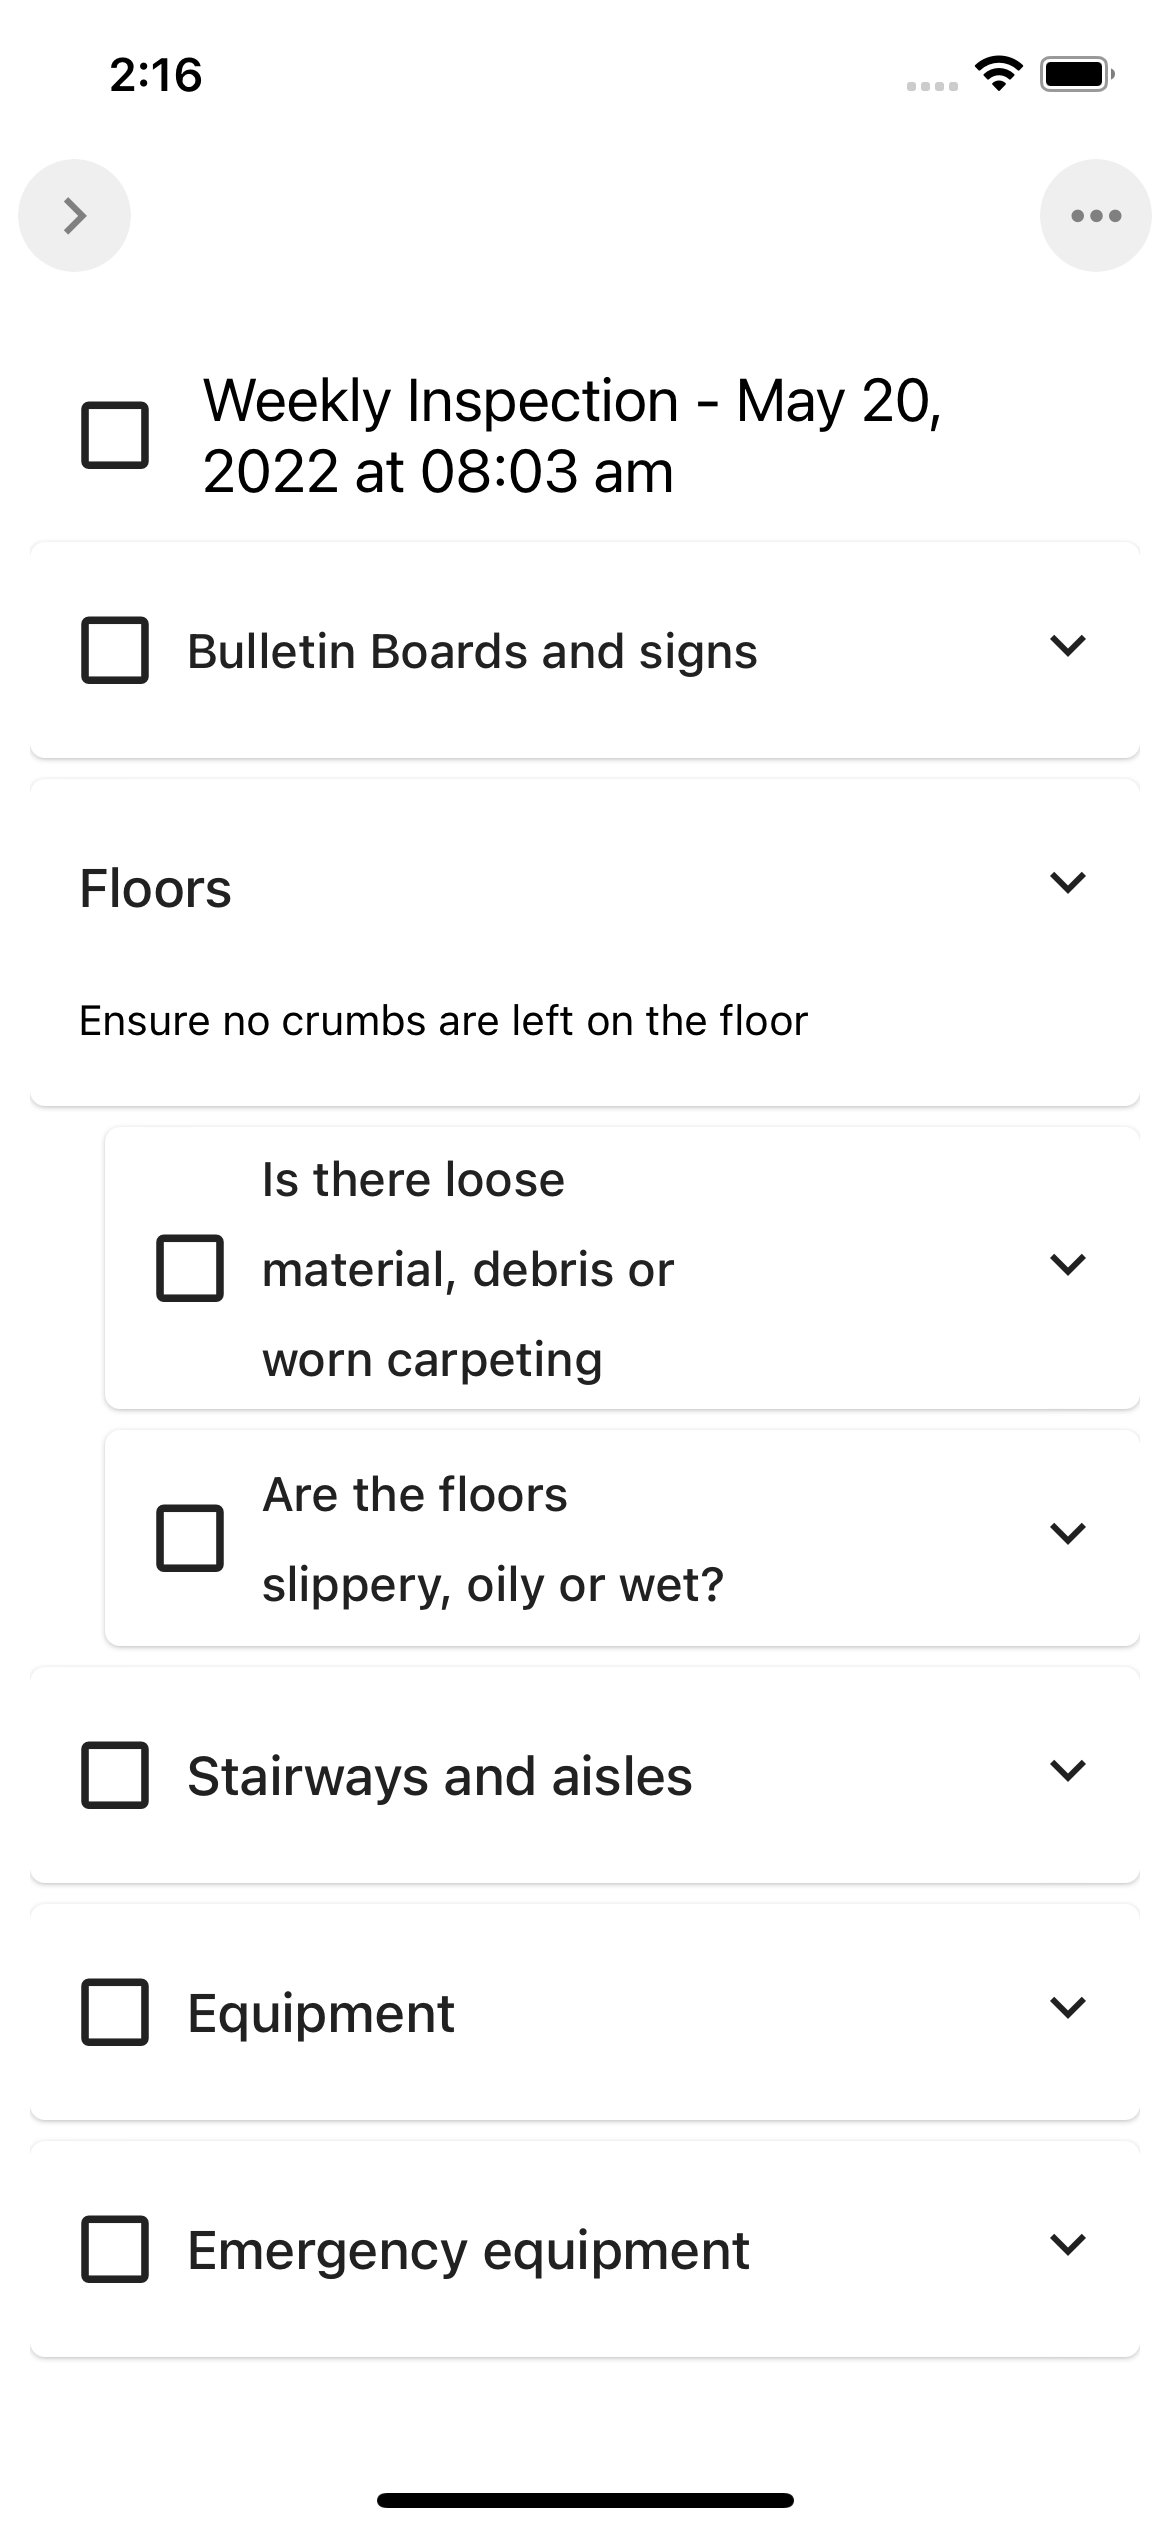 2:16
Weekly Inspection - May 20,
2022 at 08:03 am
Bulletin Boards and signs
Floors
Ensure no crumbs are left on the floor
Is there loose
material, debris or
worn carpeting
Are the floors
slippery, oily or wet?
Stairways and aisles
Equipment
Emergency equipment